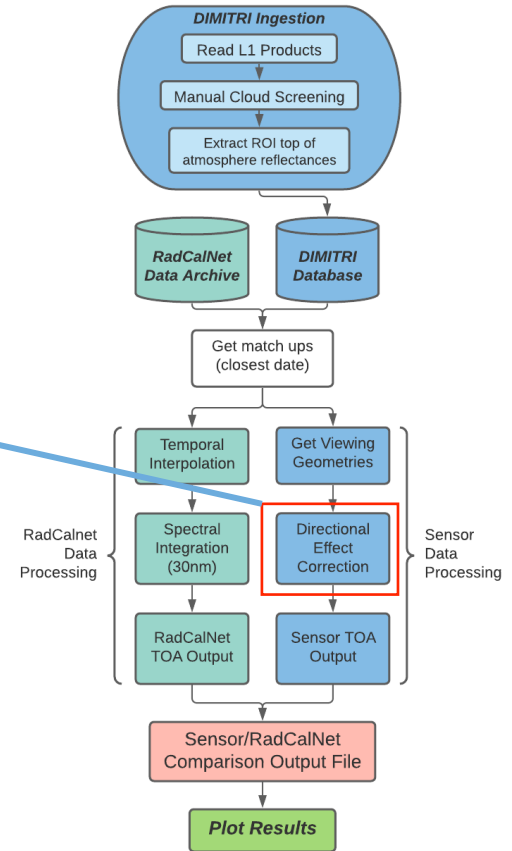 DIMITRI Ingestion
Read L1 Products
Manual Cloud Screening
Extract ROI top of
atmosphere reflectances
RadCalNet
Data Archive
DIMITRI
Database
Get match ups
(closest date)
Temporal
Interpolation
Get Viewing
Geometries
RadCalnet
Data
Processing
Spectral
Integration
(30nm)
Directional
Effect
Correction
Sensor
Data
Processing
RadCalNet
TOA Output
Sensor TOA
Output
Sensor/RadCalNet
Comparison Output File
Plot Results